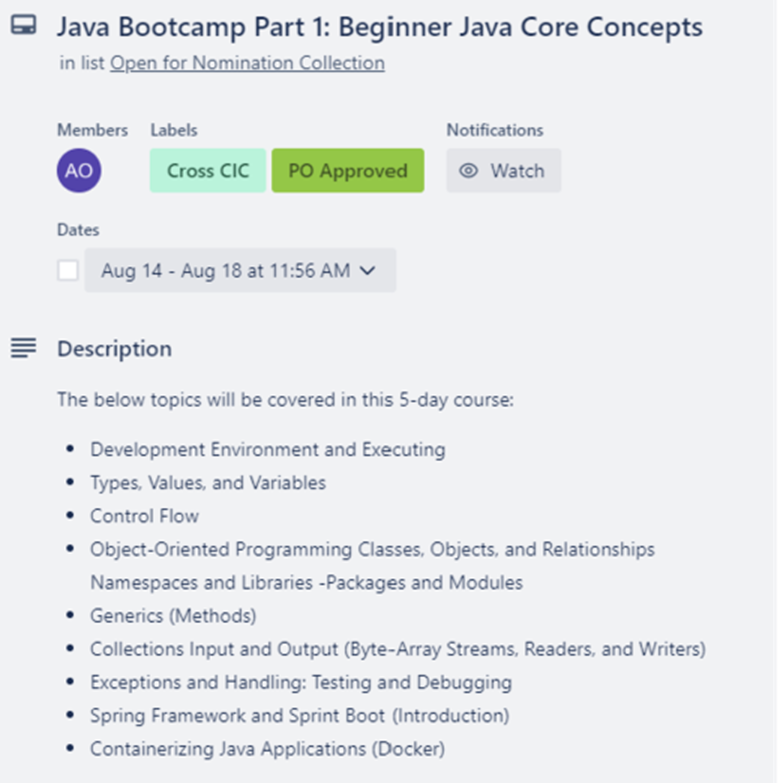 Java Bootcamp Part 1: Beginner Java Core Concepts
in list Open for Nomination Collection
Members Labels Notifications
AO Cross CIC PO Approved Watch
Dates
Aug 14 - Aug 18 at 11:56 AM
Description
The below topics will be covered in this 5-day course:
• Development Environment and Executing
• Types, Values, and Variables
• Control Flow
• Object-Oriented Programming Classes, Objects, and Relationships
Namespaces and Libraries -Packages and Modules
• Generics (Methods)
• Collections Input and Output (Byte-Array Streams, Readers, and Writers)
• Exceptions and Handling: Testing and Debugging
• Spring Framework and Sprint Boot (Introduction)
• Containerizing Java Applications (Docker)